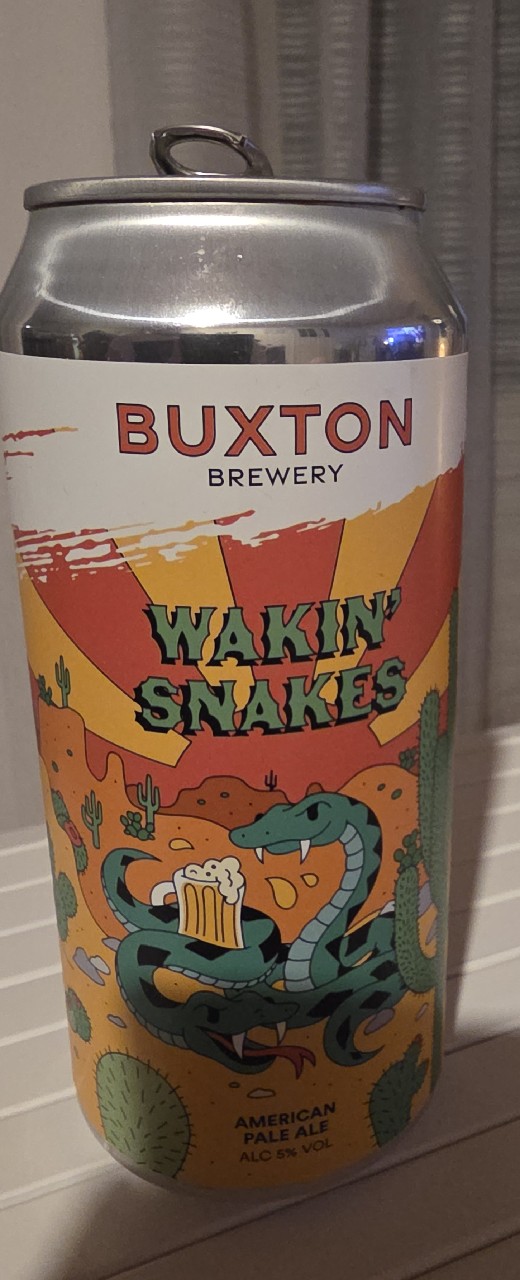 BUXTON
BREWERY
WAKIN'
SNAKES
AMERICAN
PALE ALE
ALC 5% VOL